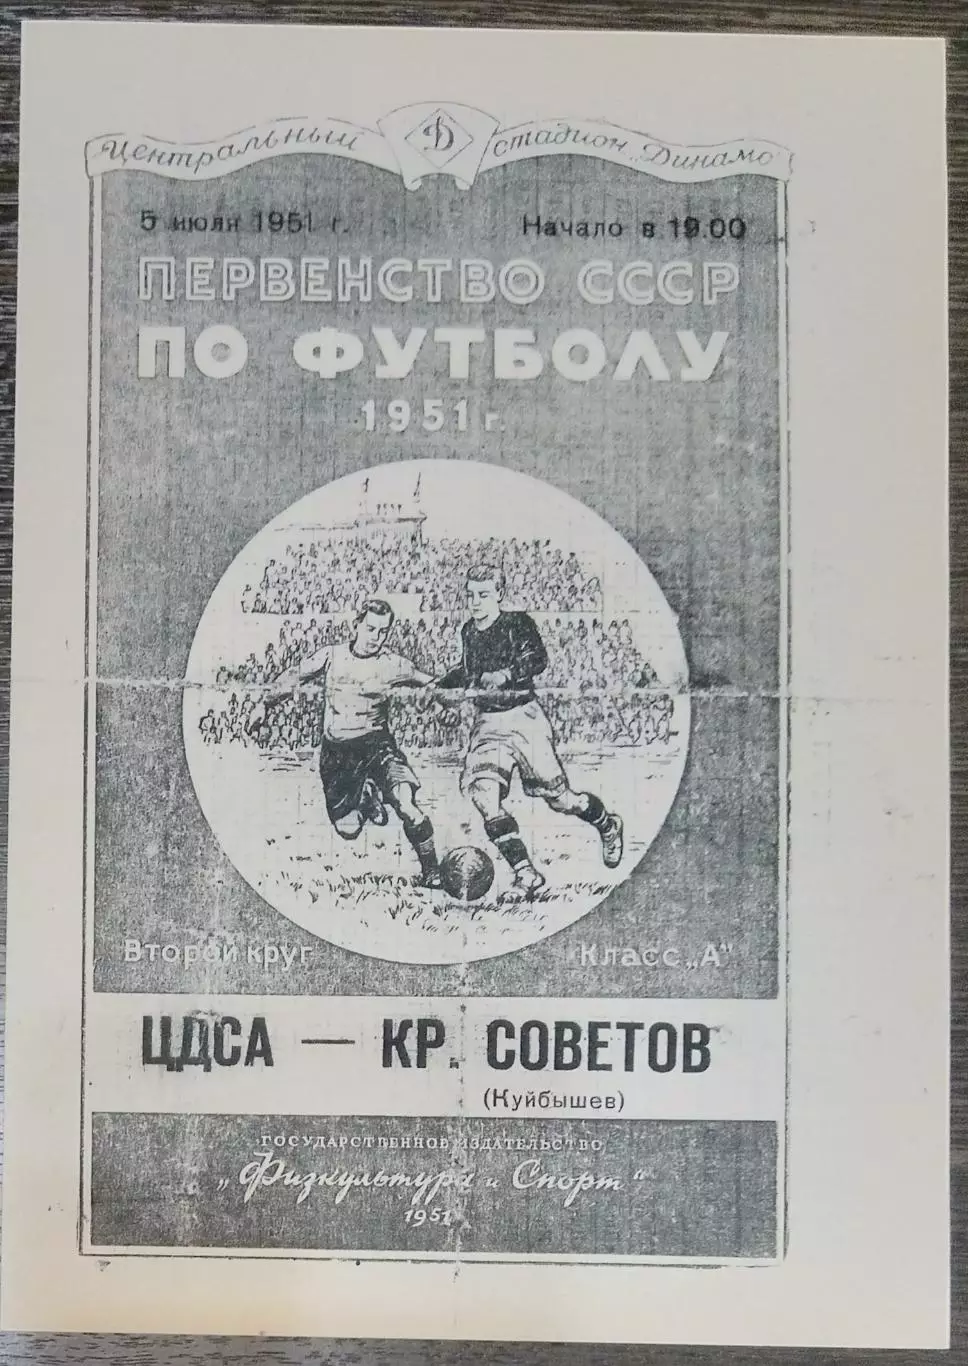 Центральный Д стадион „Динамо"
5 июля 1951 г. Начало в 19.00
ПЕРВЕНСТВО СССР
ПО ФУТБОЛУ
1951 г.
Второй круг Класс „А"
ЦДСА — КР. СОВЕТОВ
(Куйбышев)
ГОСУДАРСТВЕННОЕ ИЗДАТЕЛЬСТВО
„Физкультура и Спорт"
1951